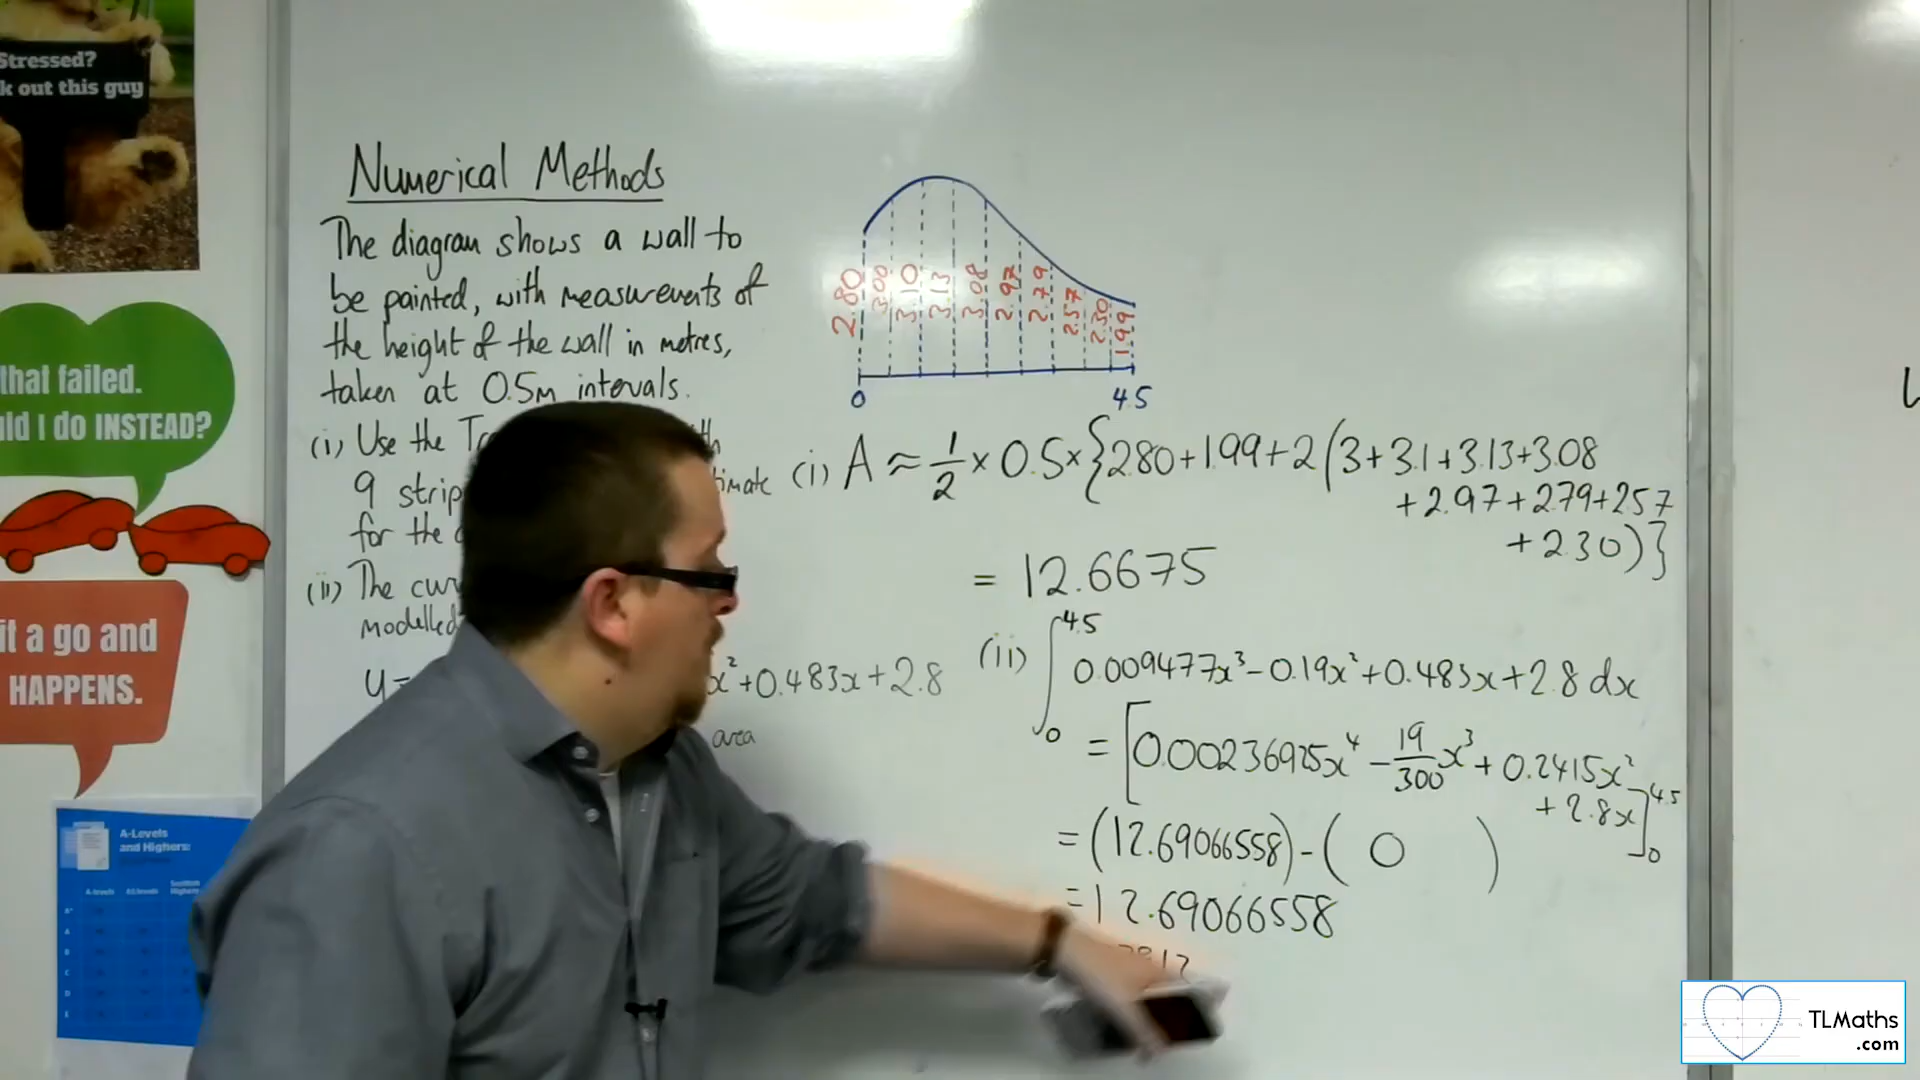 Stressed?
k out this guy
that failed.
ld I do INSTEAD?
it a go and
HAPPENS.
A-Levels
and Highers:
Numerical Methods
The diagram shows a wall to
be painted, with measurements of
the height of the wall in metres,
taken at 0.5m intervals.
(i) Use the
9 strip
for the
(ii) The cur
modelled
y=
x²+0.483x+2.8
area
2.80
3.00
3.10
3.13
3.08
2.97
2.79
2.57
2.30
1.99
0
4.5
(i) A ≈ 1/2 × 0.5 × {2.80+1.99+2(3+3.1+3.13+3.08
+2.97+2.79+2.57
+2.30)}
= 12.6675
(ii) ∫₀^4.5 0.009477x³-0.19x²+0.483x+2.8 dx
= [0.00236925x⁴ - 19/300 x³ + 0.2415x²
+ 2.8x]₀^4.5
= (12.69066558) - ( 0 )
= 12.69066558
TLMaths
.com